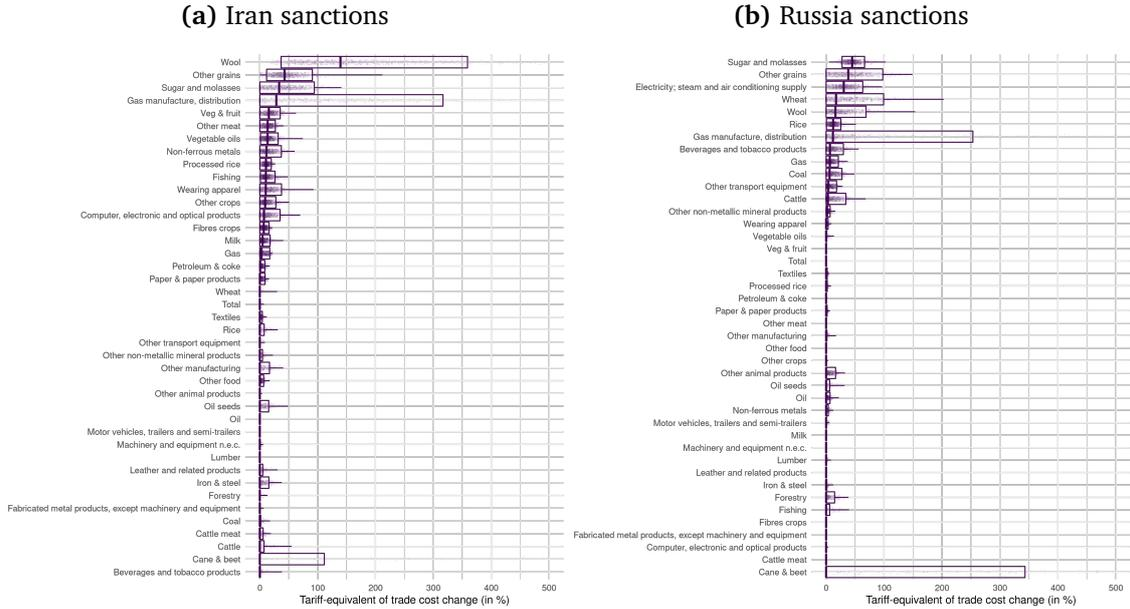 (a) Iran sanctions
Wool
Other grains
Sugar and molasses
Gas manufacture, distribution
Veg & fruit
Other meat
Vegetable oils
Non-ferrous metals
Processed rice
Fishing
Wearing apparel
Other crops
Computer, electronic and optical products
Fibres crops
Milk
Gas
Petroleum & coke
Paper & paper products
Wheat
Total
Textiles
Rice
Other transport equipment
Other non-metallic mineral products
Other manufacturing
Other food
Other animal products
Oil seeds
Oil
Motor vehicles, trailers and semi-trailers
Machinery and equipment n.e.c.
Lumber
Leather and related products
Iron & steel
Forestry
Fabricated metal products, except machinery and equipment
Coal
Cattle meat
Cattle
Cane & beet
Beverages and tobacco products
0 100 200 300 400 500
Tariff-equivalent of trade cost change (in %)
(b) Russia sanctions
Sugar and molasses
Other grains
Electricity; steam and air conditioning supply
Wheat
Wool
Rice
Gas manufacture, distribution
Beverages and tobacco products
Gas
Coal
Other transport equipment
Cattle
Other non-metallic mineral products
Wearing apparel
Vegetable oils
Veg & fruit
Total
Textiles
Processed rice
Petroleum & coke
Paper & paper products
Other meat
Other manufacturing
Other food
Other crops
Other animal products
Oil seeds
Oil
Non-ferrous metals
Motor vehicles, trailers and semi-trailers
Milk
Machinery and equipment n.e.c.
Lumber
Leather and related products
Iron & steel
Forestry
Fishing
Fibres crops
Fabricated metal products, except machinery and equipment
Computer, electronic and optical products
Cattle meat
Cane & beet
0 100 200 300 400 500
Tariff-equivalent of trade cost change (in %)